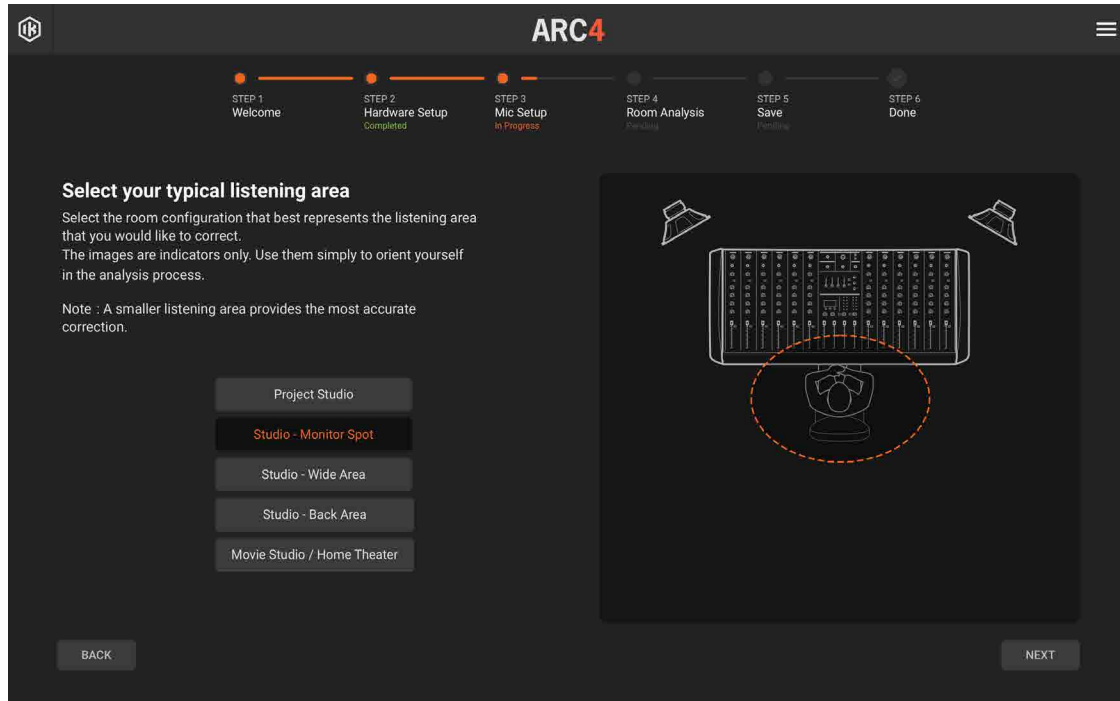 ARC4
STEP 1
Welcome
STEP 2
Hardware Setup
Completed
STEP 3
Mic Setup
In Progress
STEP 4
Room Analysis
Pending
STEP 5
Save
Pending
STEP 6
Done
Select your typical listening area
Select the room configuration that best represents the listening area
that you would like to correct.
The images are indicators only. Use them simply to orient yourself
in the analysis process.
Note : A smaller listening area provides the most accurate
correction.
Project Studio
Studio - Monitor Spot
Studio - Wide Area
Studio - Back Area
Movie Studio / Home Theater
BACK
NEXT